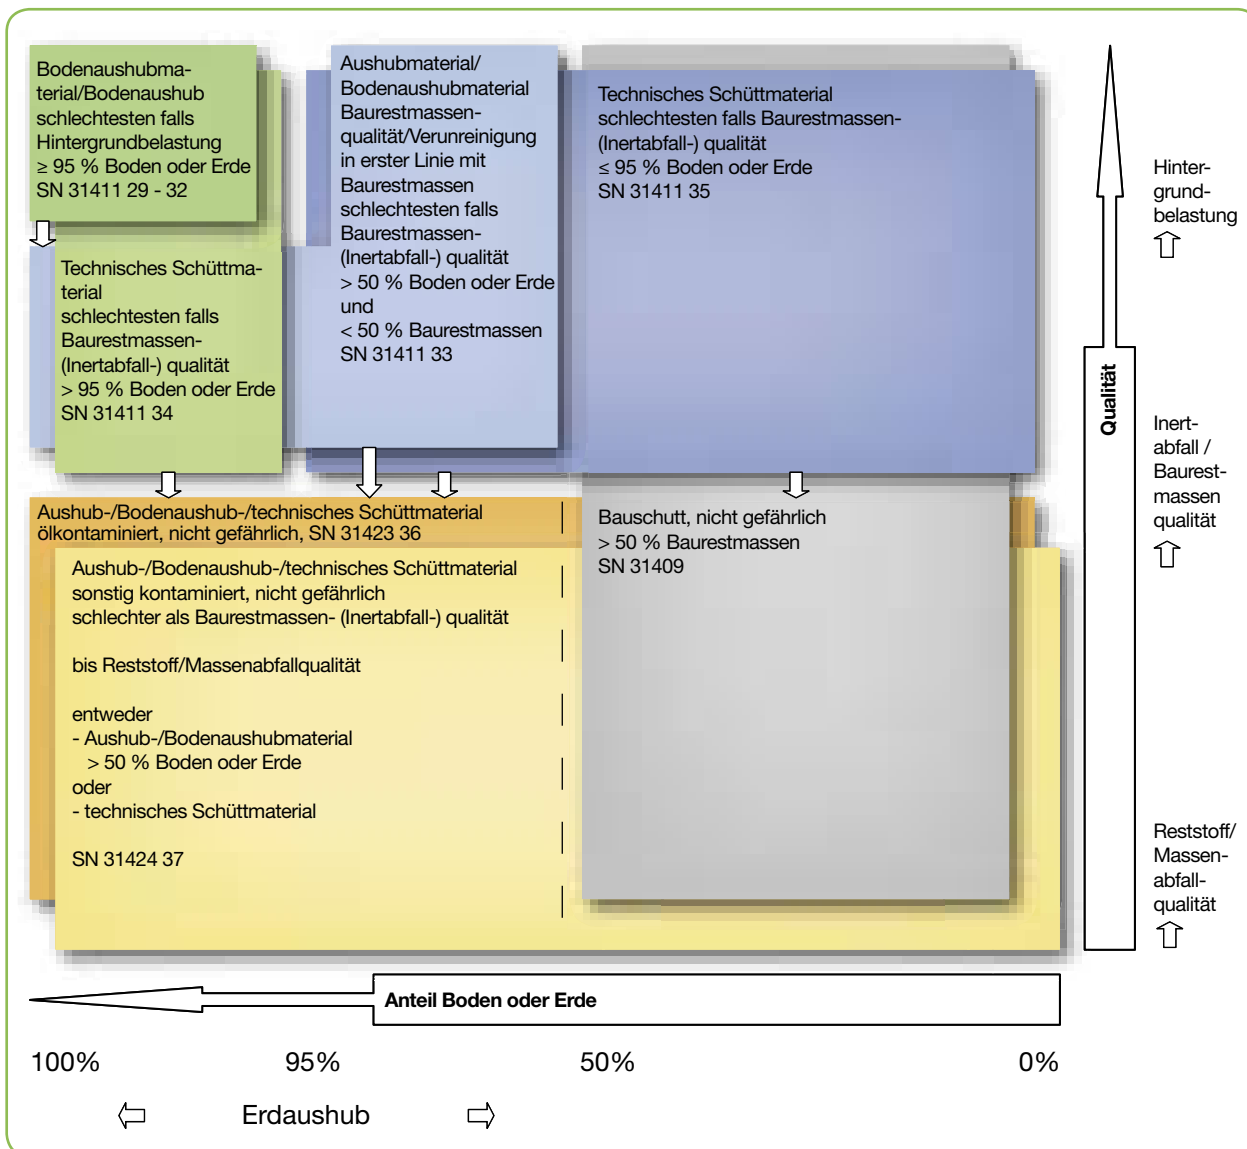 Bodenaushubma-
terial/Bodenaushub
schlechtesten falls
Hintergrundbelastung
≥ 95 % Boden oder Erde
SN 31411 29 - 32
Technisches Schüttma-
terial
schlechtesten falls
Baurestmassen-
(Inertabfall-) qualität
> 95 % Boden oder Erde
SN 31411 34
Aushubmaterial/
Bodenaushubmaterial
Baurestmassen-
qualität/Verunreinigung
in erster Linie mit
Baurestmassen
schlechtesten falls
Baurestmassen-
(Inertabfall-) qualität
> 50 % Boden oder Erde
und
< 50 % Baurestmassen
SN 31411 33
Technisches Schüttmaterial
schlechtesten falls Baurestmassen-
(Inertabfall-) qualität
≤ 95 % Boden oder Erde
SN 31411 35
Aushub-/Bodenaushub-/technisches Schüttmaterial
ölkontaminiert, nicht gefährlich, SN 31423 36
Aushub-/Bodenaushub-/technisches Schüttmaterial
sonstig kontaminiert, nicht gefährlich
schlechter als Baurestmassen- (Inertabfall-) qualität
bis Reststoff/Massenabfallqualität
entweder
- Aushub-/Bodenaushubmaterial
> 50 % Boden oder Erde
oder
- technisches Schüttmaterial
SN 31424 37
Bauschutt, nicht gefährlich
> 50 % Baurestmassen
SN 31409
Qualität
Hinter-
grund-
belastung
Inert-
abfall /
Baurest-
massen
qualität
Reststoff/
Massen-
abfall-
qualität
Anteil Boden oder Erde
100%
95%
50%
0%
Erdaushub